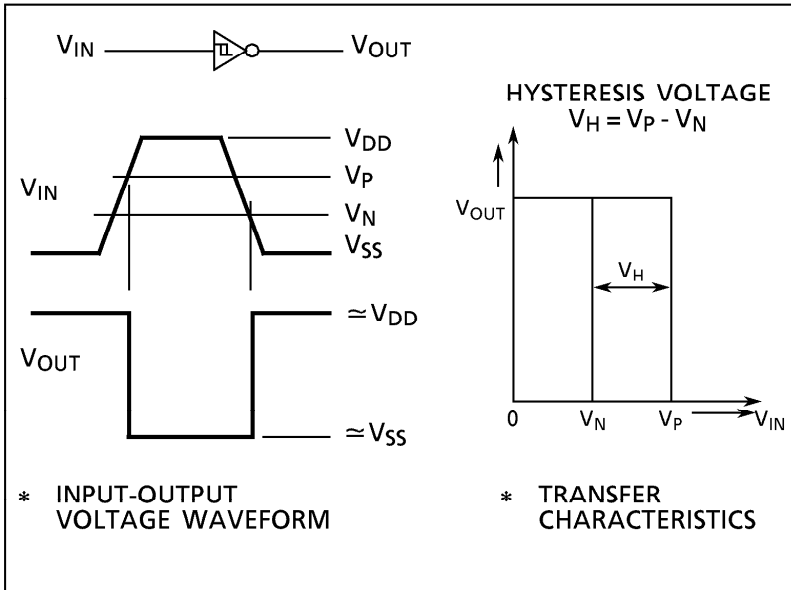 VIN VOUT
HYSTERESIS VOLTAGE
VH = VP - VN
VIN
VDD
VP
VN
VSS
VOUT
≃VDD
≃VSS
VOUT
VH
0 VN VP VIN
* INPUT-OUTPUT
VOLTAGE WAVEFORM
* TRANSFER
CHARACTERISTICS